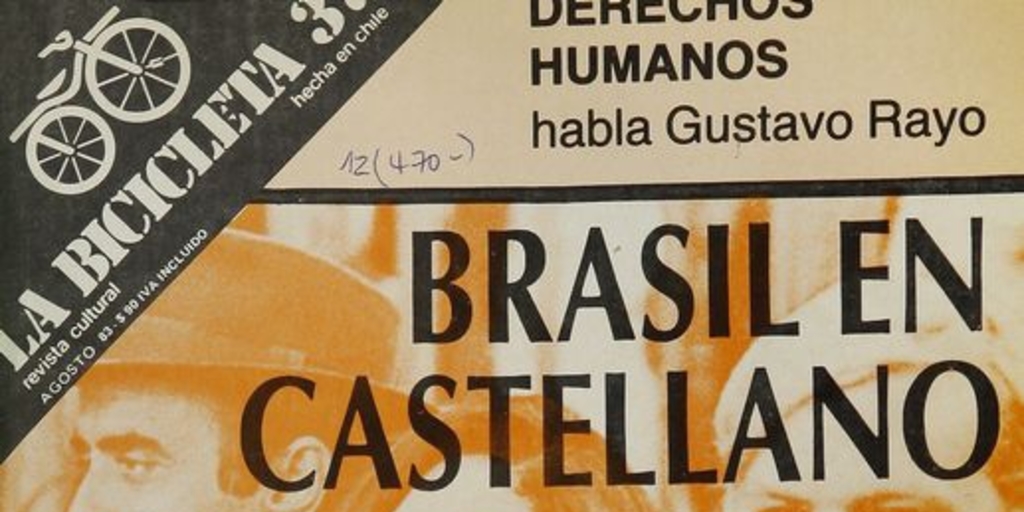 LA BICICLETA
hecha en chile
revista cultural
AGOSTO 83 - $ 90 IVA INCLUIDO
DERECHOS
HUMANOS
habla Gustavo Rayo
12 (470-)
BRASIL EN
CASTELLANO